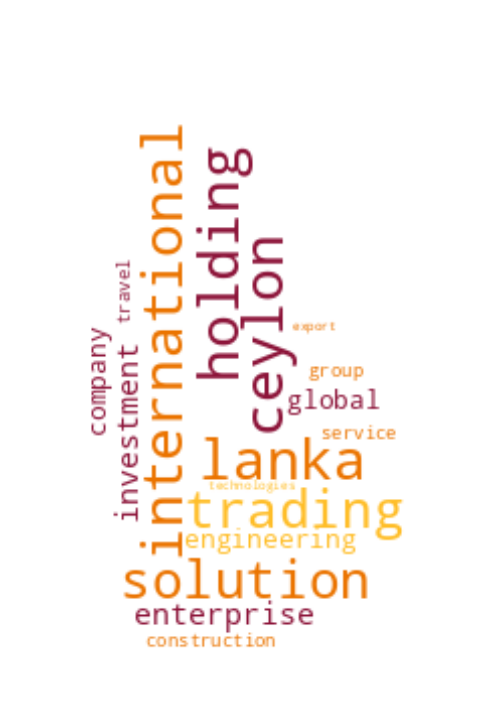 international
holding
ceylon
travel
company
investment
export
group
global
service
lanka
technologies
trading
engineering
solution
enterprise
construction